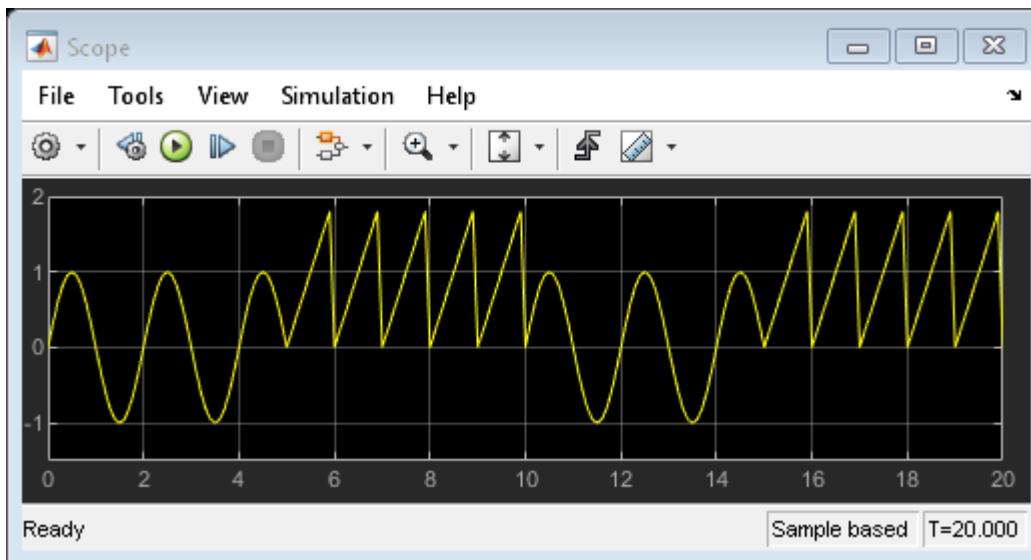 Scope
File Tools View Simulation Help
2
1
0
-1
0 2 4 6 8 10 12 14 16 18 20
Ready Sample based T=20.000